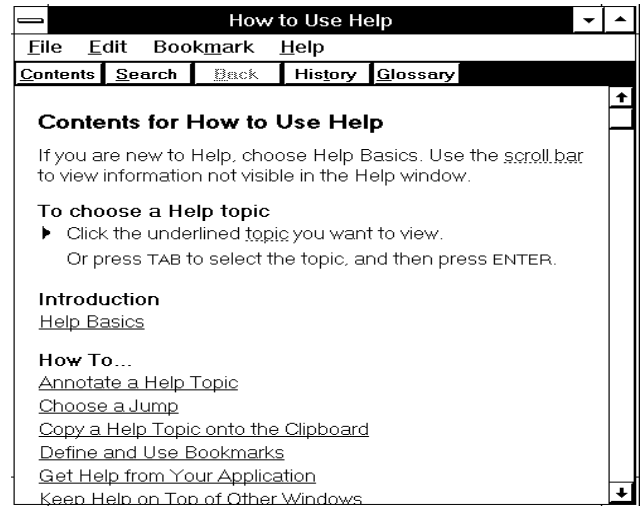 How to Use Help
File Edit Bookmark Help
Contents Search Back History Glossary
Contents for How to Use Help
If you are new to Help, choose Help Basics. Use the scroll bar
to view information not visible in the Help window.
To choose a Help topic
Click the underlined topic you want to view.
Or press TAB to select the topic, and then press ENTER.
Introduction
Help Basics
How To...
Annotate a Help Topic
Choose a Jump
Copy a Help Topic onto the Clipboard
Define and Use Bookmarks
Get Help from Your Application
Keep Help on Top of Other Windows